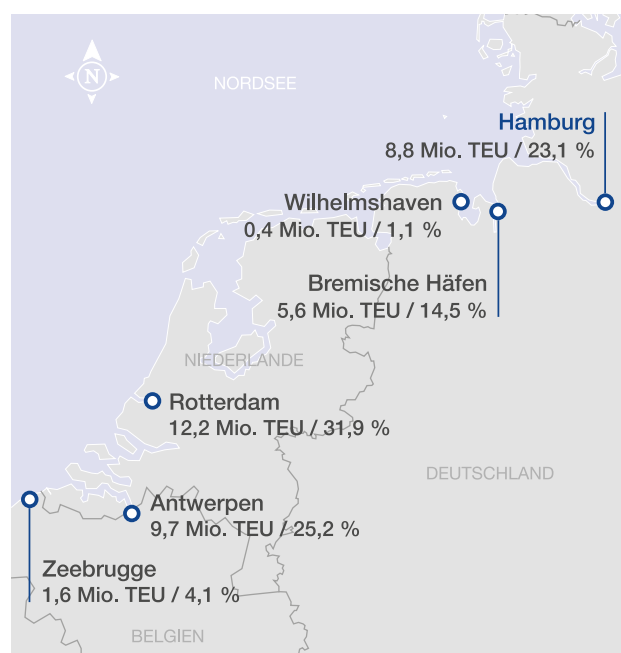 N
NORDSEE
Hamburg
8,8 Mio. TEU / 23,1 %
Wilhelmshaven
0,4 Mio. TEU / 1,1 %
Bremische Häfen
5,6 Mio. TEU / 14,5 %
NIEDERLANDE
Rotterdam
12,2 Mio. TEU / 31,9 %
DEUTSCHLAND
Antwerpen
9,7 Mio. TEU / 25,2 %
Zeebrugge
1,6 Mio. TEU / 4,1 %
BELGIEN